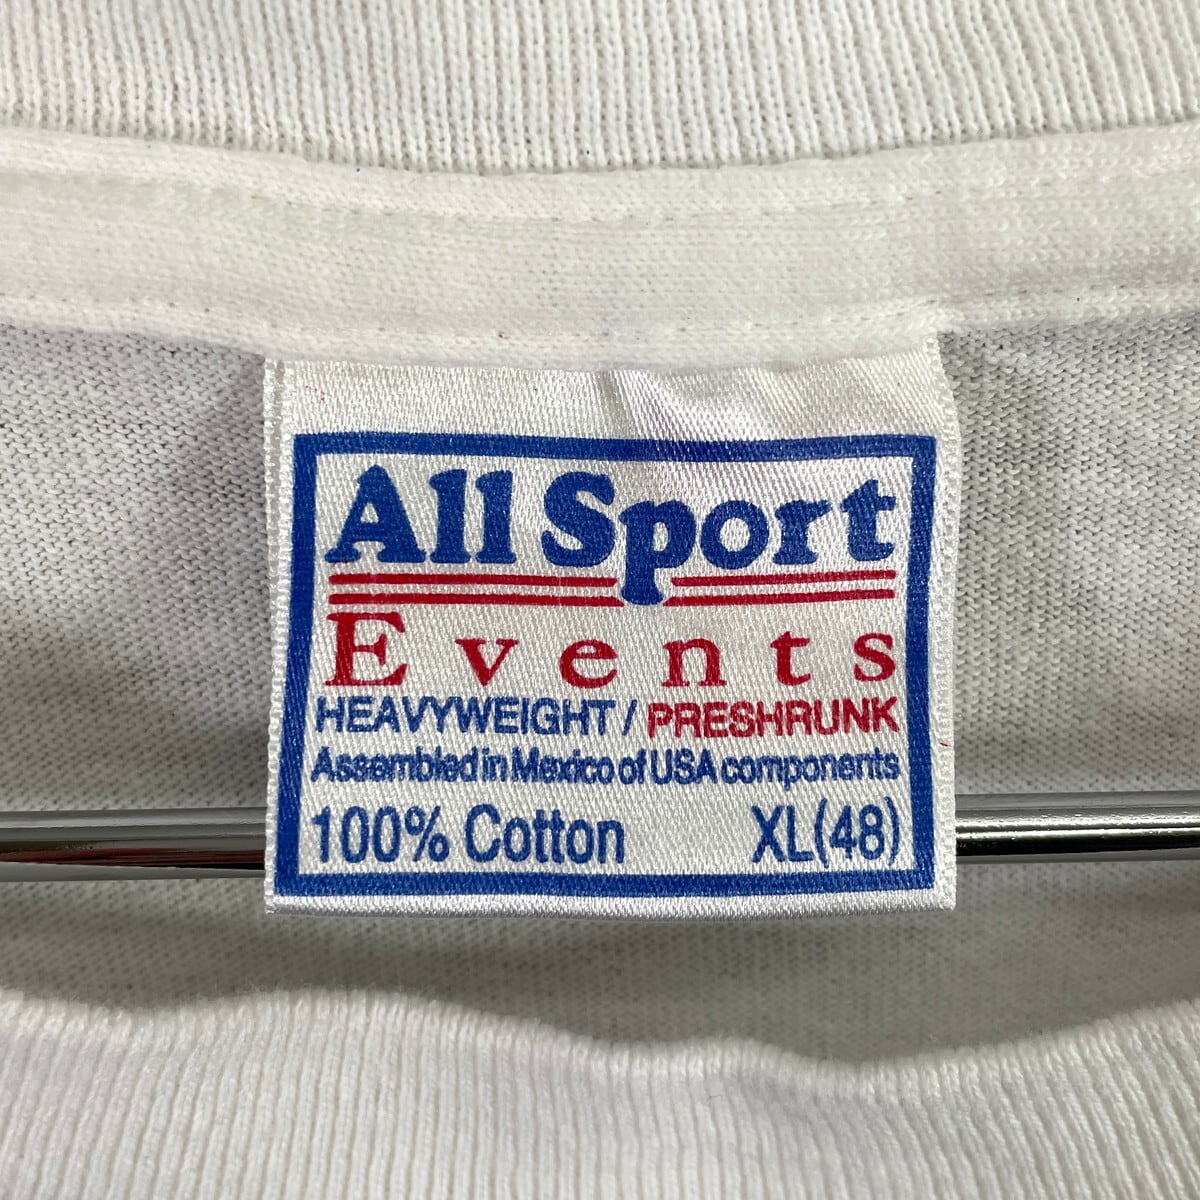 All Sport
Events
HEAVYWEIGHT / PRESHRUNK
Assembled in Mexico of USA components
100% Cotton XL(48)